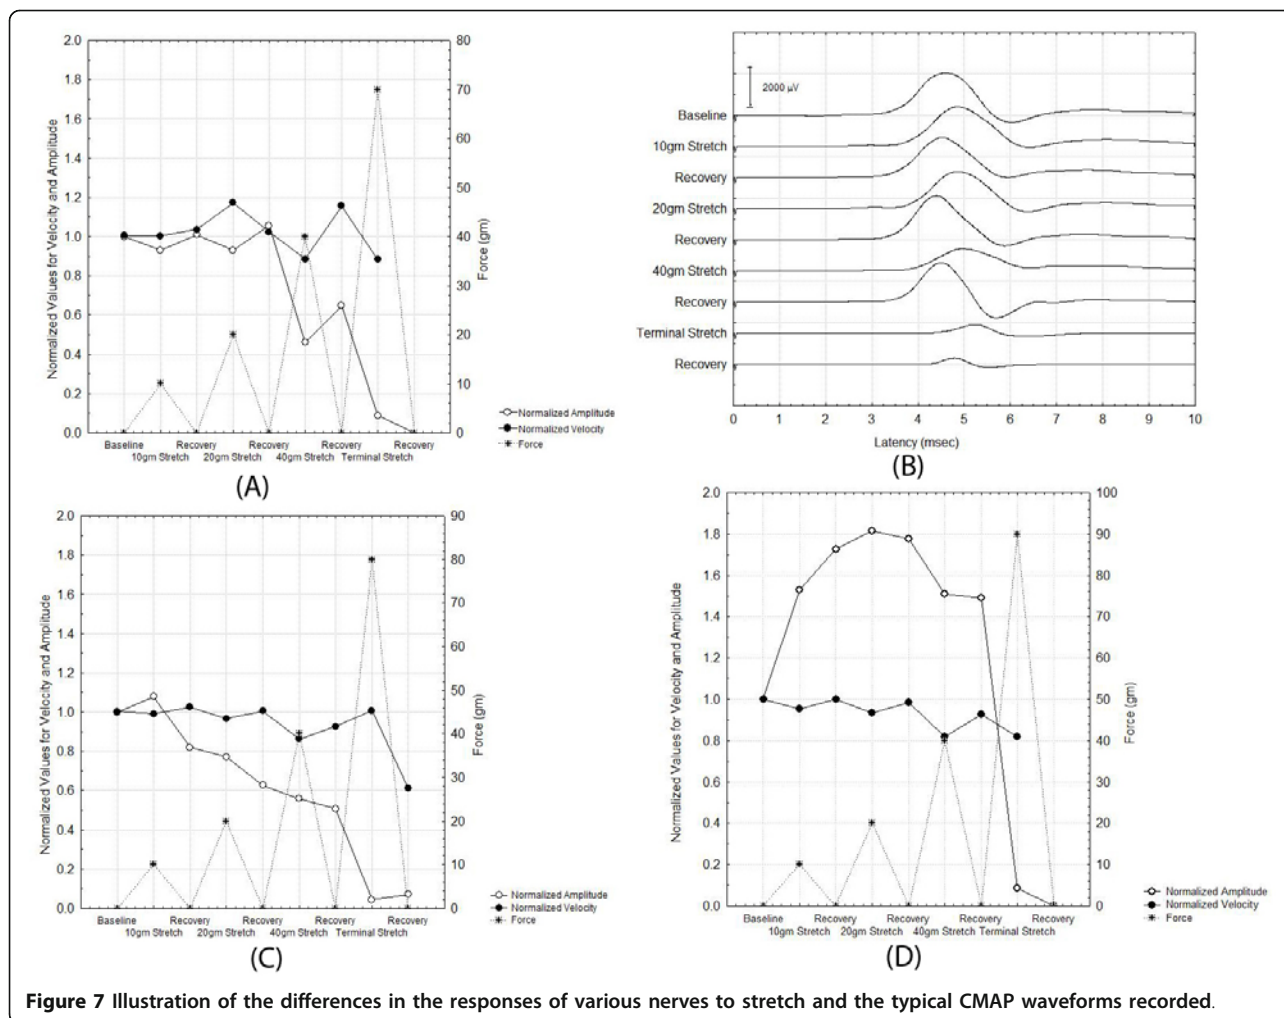 2.0
1.8
1.6
1.4
1.2
1.0
0.8
0.6
0.4
0.2
0.0
Normalized Values for Velocity and Amplitude
80
70
60
50
40
30
20
10
0
Force (gm)
Baseline Recovery Recovery Recovery Recovery
10gm Stretch 20gm Stretch 40gm Stretch Terminal Stretch
Normalized Amplitude
Normalized Velocity
Force
(A)
2000 µV
Baseline
10gm Stretch
Recovery
20gm Stretch
Recovery
40gm Stretch
Recovery
Terminal Stretch
Recovery
0 1 2 3 4 5 6 7 8 9 10
Latency (msec)
(B)
2.0
1.8
1.6
1.4
1.2
1.0
0.8
0.6
0.4
0.2
0.0
Normalized Values for Velocity and Amplitude
90
80
70
60
50
40
30
20
10
0
Force (gm)
Baseline Recovery Recovery Recovery Recovery
10gm Stretch 20gm Stretch 40gm Stretch Terminal Stretch
Normalized Amplitude
Normalized Velocity
Force
(C)
2.0
1.8
1.6
1.4
1.2
1.0
0.8
0.6
0.4
0.2
0.0
Normalized Values for Velocity and Amplitude
100
90
80
70
60
50
40
30
20
10
0
Force (gm)
Baseline Recovery Recovery Recovery Recovery
10gm Stretch 20gm Stretch 40gm Stretch Terminal Stretch
Normalized Amplitude
Normalized Velocity
Force
(D)
Figure 7 Illustration of the differences in the responses of various nerves to stretch and the typical CMAP waveforms recorded.